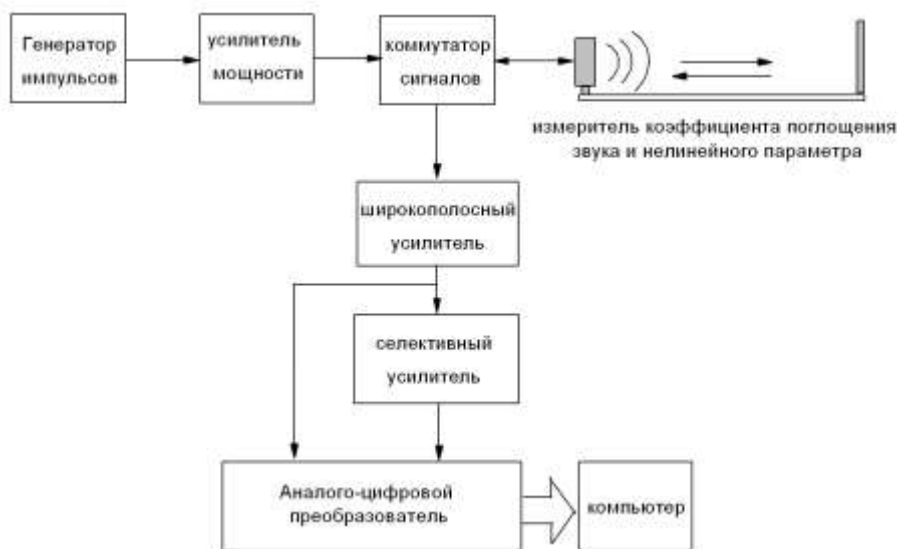 Генератор
импульсов
усилитель
мощности
коммутатор
сигналов
измеритель коэффициента поглощения
звука и нелинейного параметра
широкополосный
усилитель
селективный
усилитель
Аналого-цифровой
преобразователь
компьютер